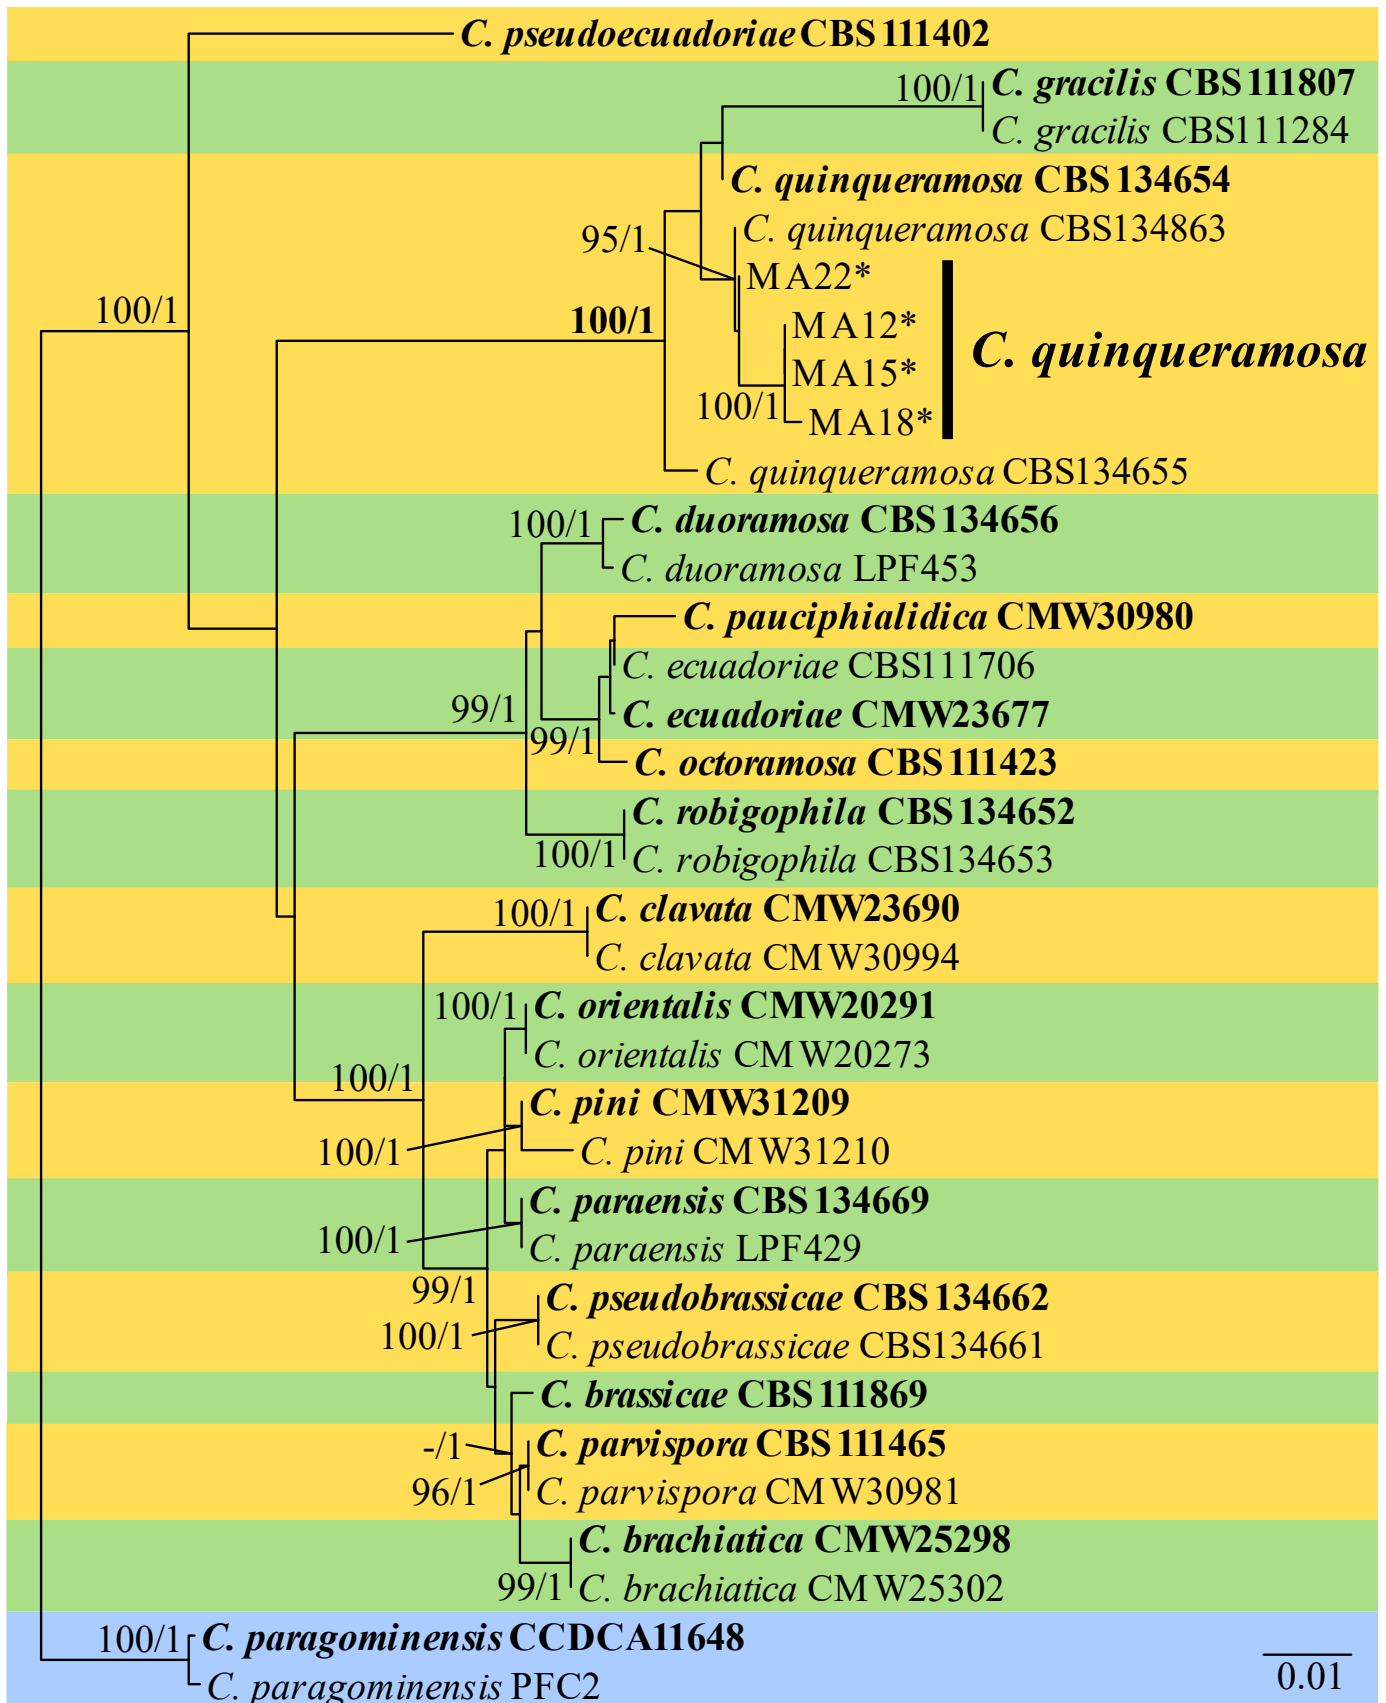 C. pseudoecuadoriae CBS 111402
100/1 C. gracilis CBS 111807
C. gracilis CBS111284
C. quinqueramosa CBS 134654
C. quinqueramosa CBS134863
95/1
MA22*
100/1
100/1
MA12*
C. quinqueramosa
MA15*
100/1
MA18*
C. quinqueramosa CBS134655
100/1 C. duoramosa CBS 134656
C. duoramosa LPF453
C. pauciphialidica CMW30980
C. ecuadoriae CBS111706
99/1
C. ecuadoriae CMW23677
99/1
C. octoramosa CBS 111423
C. robigophila CBS 134652
100/1 C. robigophila CBS134653
100/1 C. clavata CMW23690
C. clavata CMW30994
100/1 C. orientalis CMW20291
C. orientalis CMW20273
100/1
C. pini CMW31209
100/1
C. pini CMW31210
C. paraensis CBS 134669
100/1
C. paraensis LPF429
99/1
C. pseudobrassicae CBS 134662
100/1
C. pseudobrassicae CBS134661
C. brassicae CBS 111869
-/1
C. parvispora CBS 111465
96/1
C. parvispora CMW30981
C. brachiatica CMW25298
99/1 C. brachiatica CMW25302
100/1 C. paragominensis CCDCA11648
C. paragominensis PFC2
0.01